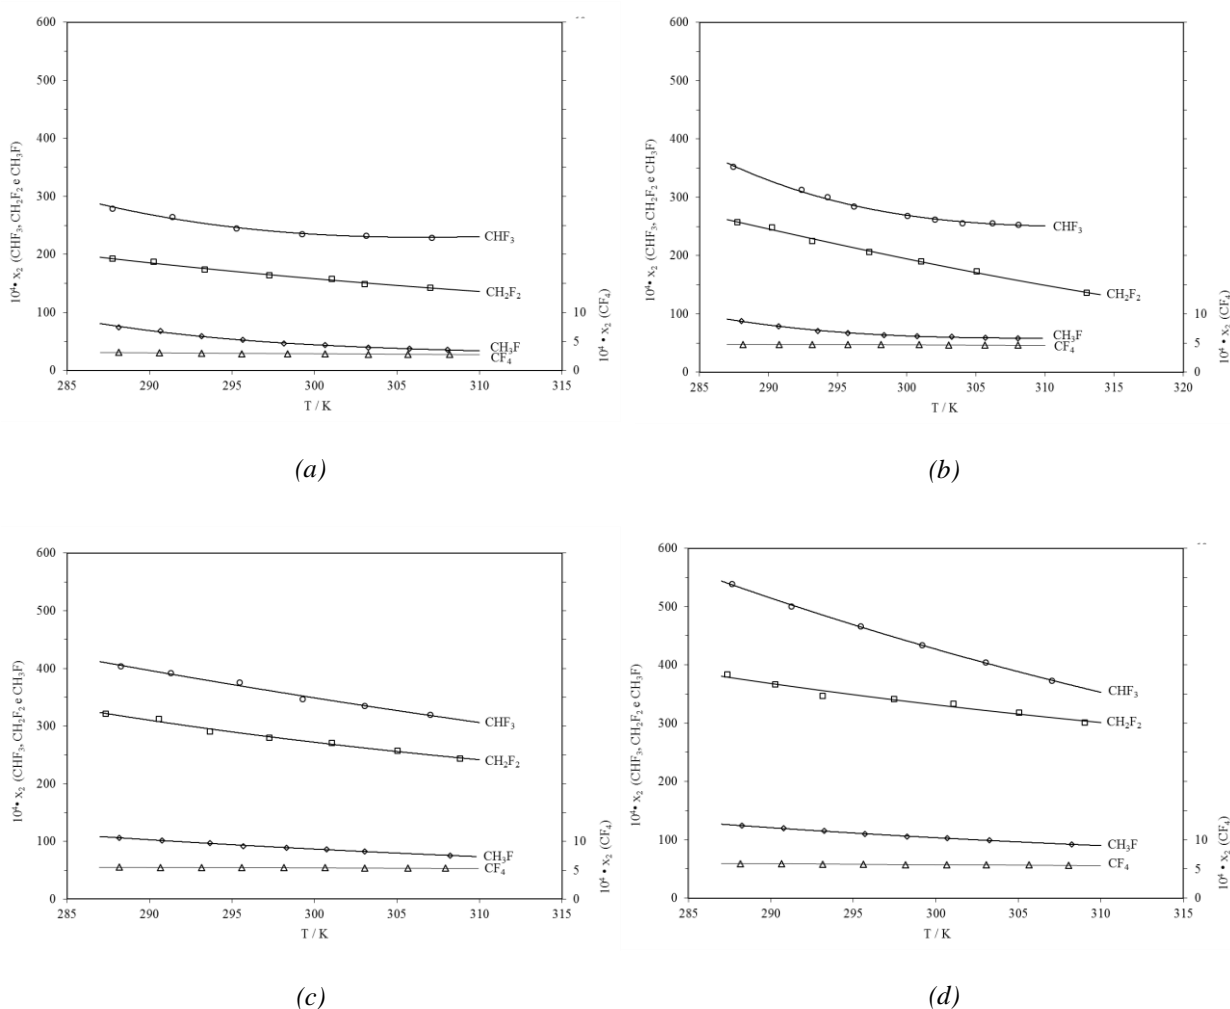 600
500
400
300
200
100
0
10⁴• x₂ (CHF₃, CH₂F₂ e CH₃F)
CHF₃
CH₂F₂
CH₃F
CF₄
10
5
0
10⁴• x₂ (CF₄)
285 290 295 300 305 310 315
T / K
(a)
600
500
400
300
200
100
0
10⁴• x₂ (CHF₃, CH₂F₂ e CH₃F)
CHF₃
CH₂F₂
CH₃F
CF₄
10
5
0
10⁴• x₂ (CF₄)
285 290 295 300 305 310 315 320
T / K
(b)
600
500
400
300
200
100
0
10⁴• x₂ (CHF₃, CH₂F₂ e CH₃F)
CHF₃
CH₂F₂
CH₃F
CF₄
10
5
0
10⁴• x₂ (CF₄)
285 290 295 300 305 310 315
T / K
(c)
600
500
400
300
200
100
0
10⁴• x₂ (CHF₃, CH₂F₂ e CH₃F)
CHF₃
CH₂F₂
CH₃F
CF₄
10
5
0
10⁴• x₂ (CF₄)
285 290 295 300 305 310 315
T / K
(d)